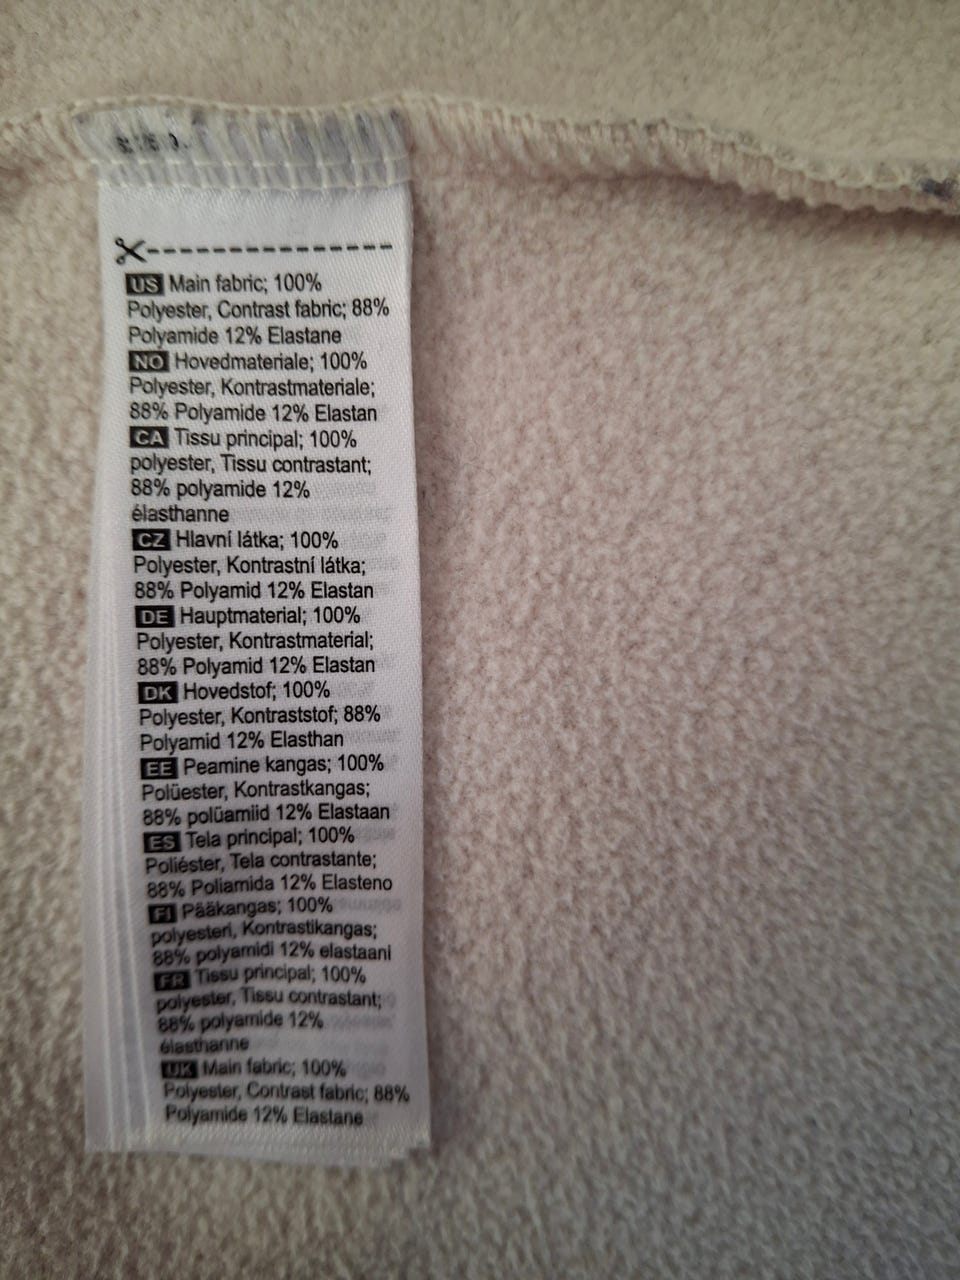 US Main fabric; 100%
Polyester, Contrast fabric; 88%
Polyamide 12% Elastane
NO Hovedmateriale; 100%
Polyester, Kontrastmateriale;
88% Polyamide 12% Elastan
CA Tissu principal; 100%
polyester, Tissu contrastant;
88% polyamide 12%
élasthanne
CZ Hlavní látka; 100%
Polyester, Kontrastní látka;
88% Polyamid 12% Elastan
DE Hauptmaterial; 100%
Polyester, Kontrastmaterial;
88% Polyamid 12% Elastan
DK Hovedstof; 100%
Polyester, Kontraststof; 88%
Polyamid 12% Elasthan
EE Peamine kangas; 100%
Polüester, Kontrastkangas;
88% polüamiid 12% Elastaan
ES Tela principal; 100%
Poliéster, Tela contrastante;
88% Poliamida 12% Elasteno
FI Pääkangas; 100%
polyesteri, Kontrastikangas;
88% polyamidi 12% elastaani
FR Tissu principal; 100%
polyester, Tissu contrastant;
88% polyamide 12%
élasthanne
UK Main fabric; 100%
Polyester, Contrast fabric; 88%
Polyamide 12% Elastane